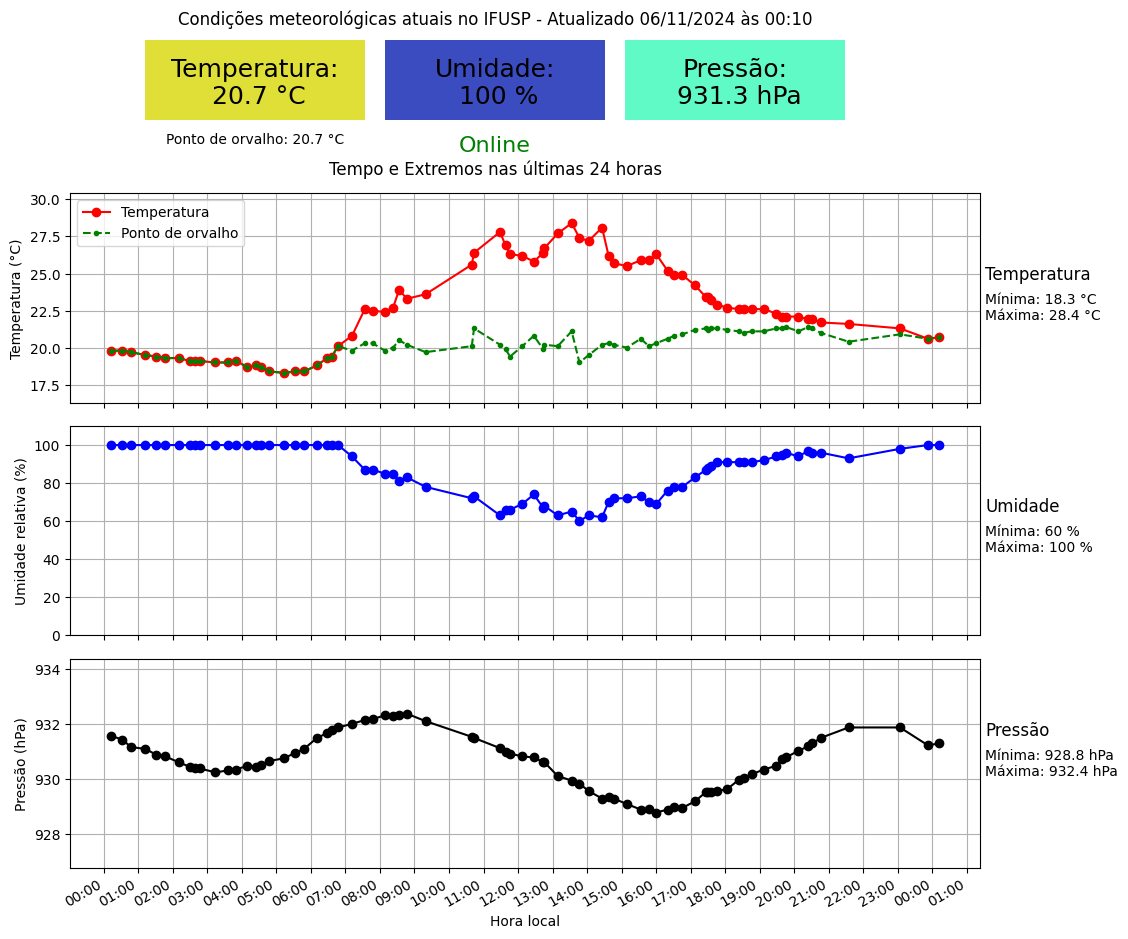 Condições meteorológicas atuais no IFUSP - Atualizado 06/11/2024 às 00:10
Temperatura:
20.7 °C
Umidade:
100 %
Pressão:
931.3 hPa
Ponto de orvalho: 20.7 °C
Online
Tempo e Extremos nas últimas 24 horas
30.0
27.5
25.0
22.5
20.0
17.5
Temperatura (°C)
Temperatura
Ponto de orvalho
Temperatura
Mínima: 18.3 °C
Máxima: 28.4 °C
100
80
60
40
20
0
Umidade relativa (%)
Umidade
Mínima: 60 %
Máxima: 100 %
934
932
930
928
Pressão (hPa)
Pressão
Mínima: 928.8 hPa
Máxima: 932.4 hPa
00:00 01:00 02:00 03:00 04:00 05:00 06:00 07:00 08:00 09:00 10:00 11:00 12:00 13:00 14:00 15:00 16:00 17:00 18:00 19:00 20:00 21:00 22:00 23:00 00:00 01:00
Hora local